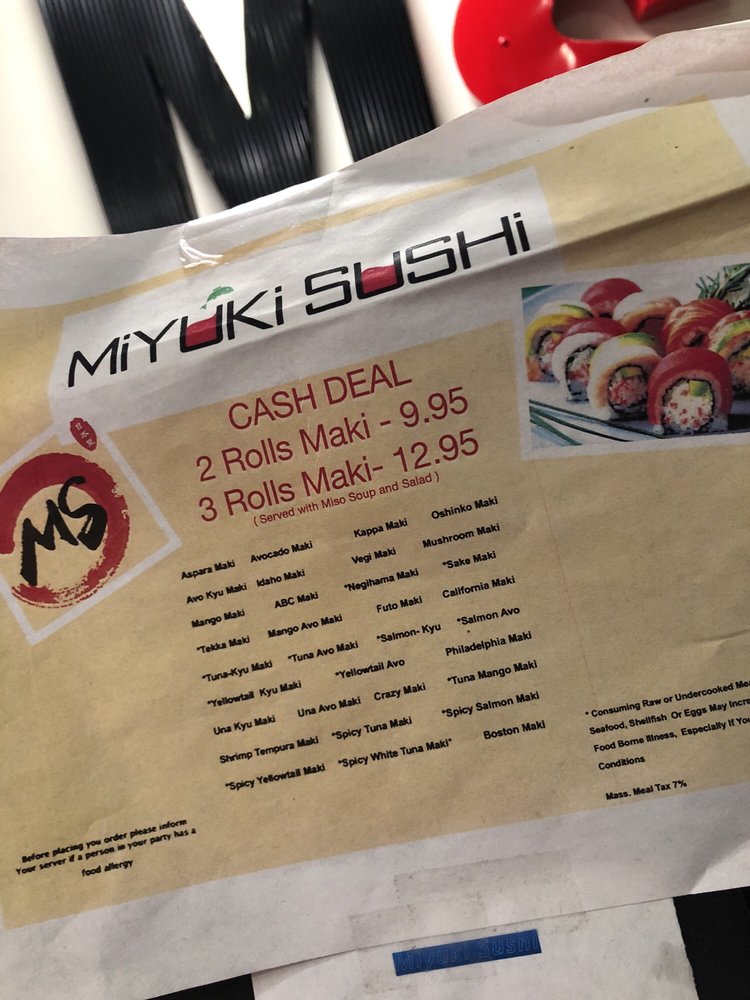 MiYUKi SUSHi
CASH DEAL
2 Rolls Maki - 9.95
3 Rolls Maki- 12.95
( Served with Miso Soup and Salad )
MS
Aspara Maki Avocado Maki Kappa Maki Oshinko Maki
Avo Kyu Maki Idaho Maki Vegi Maki Mushroom Maki
Mango Maki ABC Maki *Negihama Maki *Sake Maki
*Tekka Maki Mango Avo Maki Futo Maki California Maki
*Tuna-Kyu Maki *Tuna Avo Maki *Salmon- Kyu *Salmon Avo
*Yellowtail Kyu Maki *Yellowtail Avo Philadelphia Maki
Una Kyu Maki Una Avo Maki Crazy Maki *Tuna Mango Maki
Shrimp Tempura Maki *Spicy Tuna Maki *Spicy Salmon Maki
*Spicy Yellowtail Maki *Spicy White Tuna Maki* Boston Maki
* Consuming Raw or Undercooked Mea
Seafood, Shellfish Or Eggs May Incre
Food Borne Illness, Especially If You
Conditions
Mass. Meal Tax 7%
Before placing you order please inform
Your server if a person in your party has a
food allergy
Miyuki Sushi